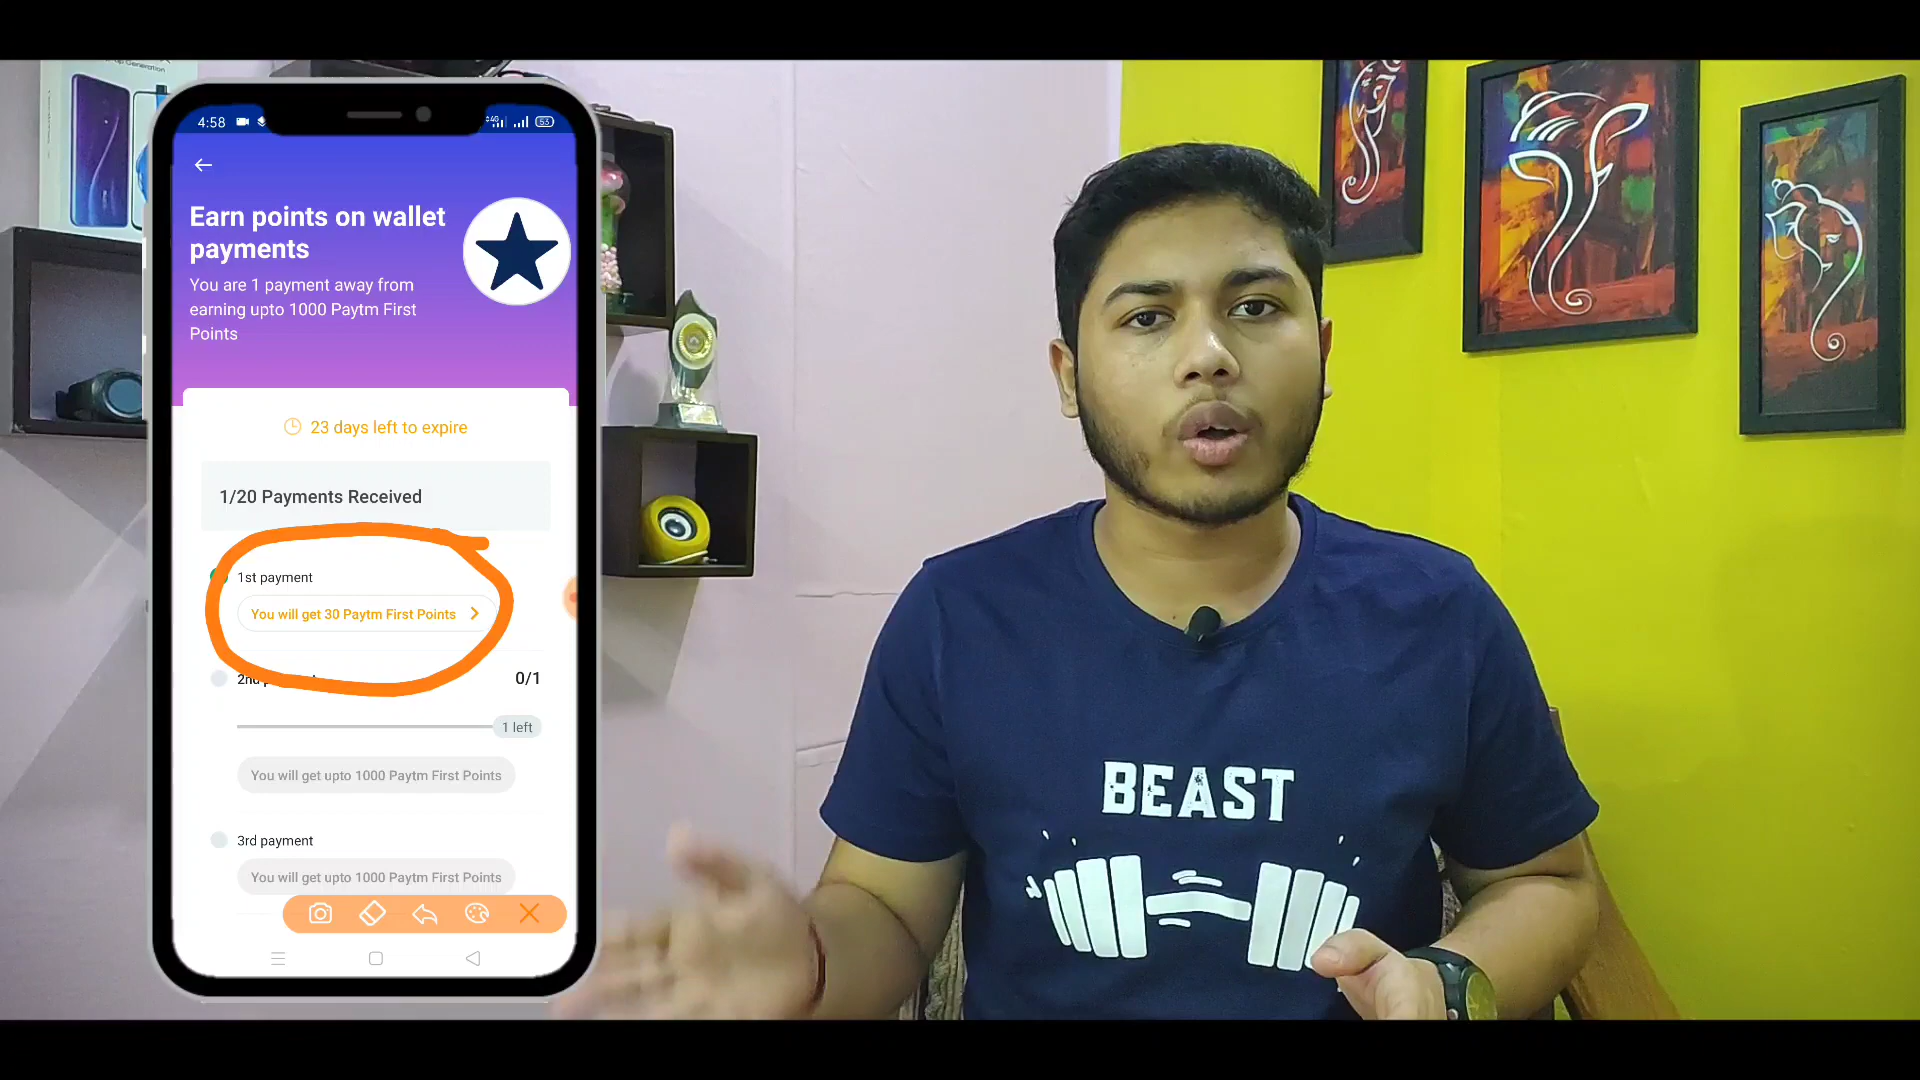 Generation
4:58
4G
53
Earn points on wallet
payments
You are 1 payment away from
earning upto 1000 Paytm First
Points
23 days left to expire
1/20 Payments Received
1st payment
You will get 30 Paytm First Points
0/1
1 left
You will get upto 1000 Paytm First Points
3rd payment
You will get upto 1000 Paytm First Points
BEAST